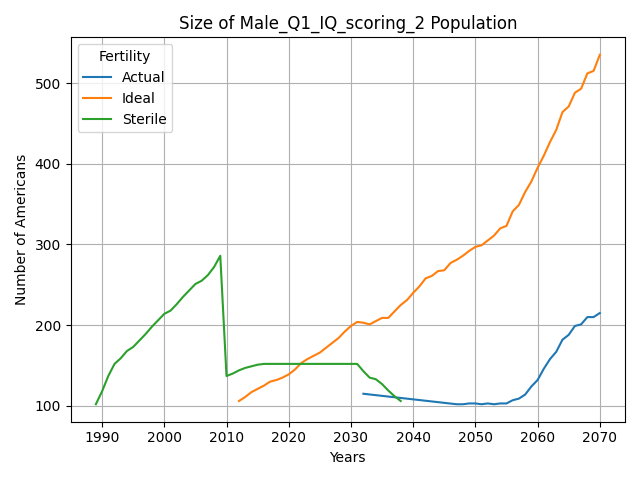 Size of Male_Q1_IQ_scoring_2 Population
Fertility
Actual
Ideal
Sterile
Number of Americans
500
400
300
200
100
1990 2000 2010 2020 2030 2040 2050 2060 2070
Years